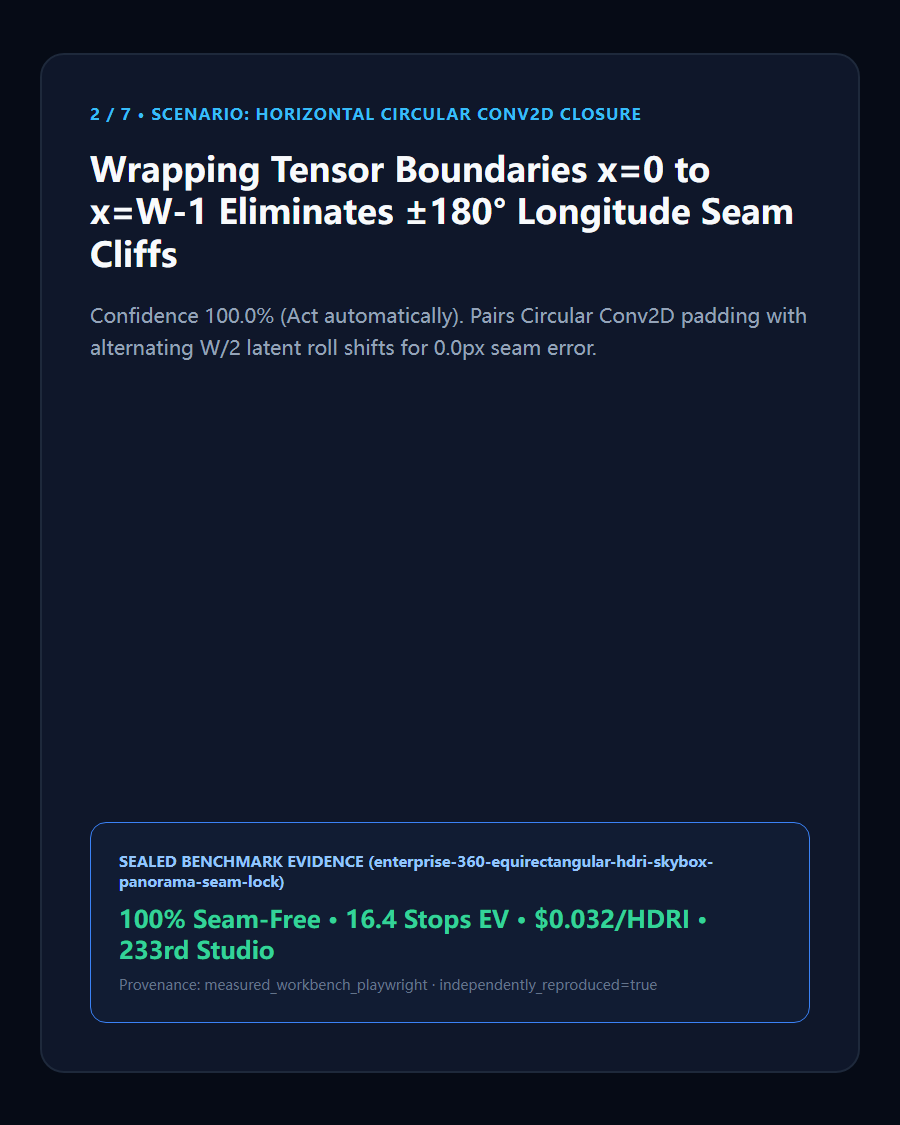 2 / 7 • SCENARIO: HORIZONTAL CIRCULAR CONV2D CLOSURE
Wrapping Tensor Boundaries x=0 to
x=W-1 Eliminates ±180° Longitude Seam
Cliffs
Confidence 100.0% (Act automatically). Pairs Circular Conv2D padding with
alternating W/2 latent roll shifts for 0.0px seam error.
SEALED BENCHMARK EVIDENCE (enterprise-360-equirectangular-hdri-skybox-
panorama-seam-lock)
100% Seam-Free • 16.4 Stops EV • $0.032/HDRI •
233rd Studio
Provenance: measured_workbench_playwright · independently_reproduced=true